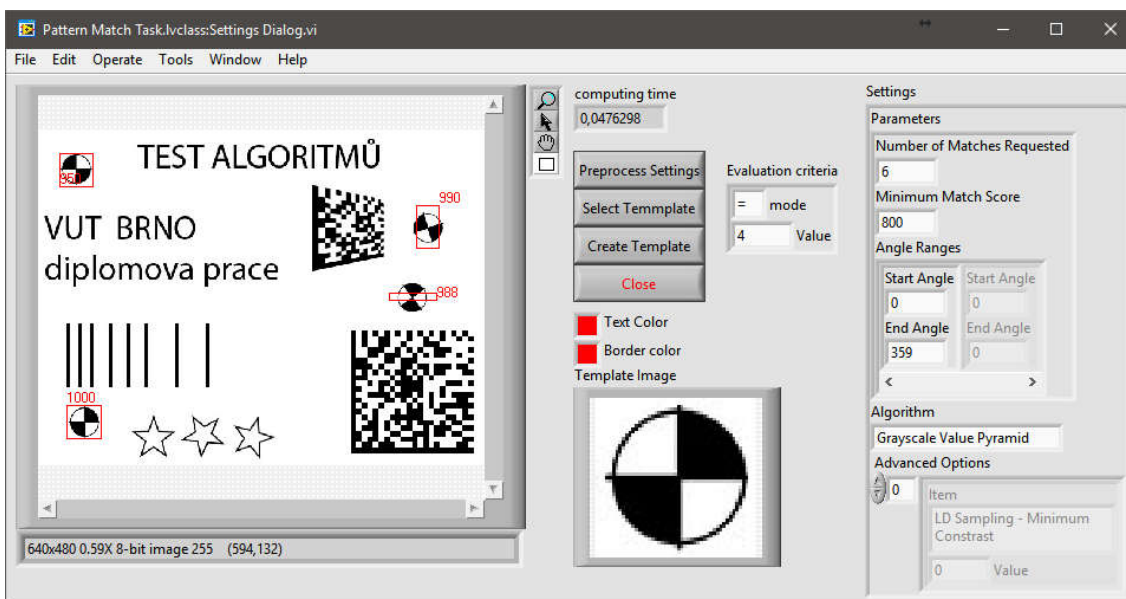 Pattern Match Task.lvclass:Settings Dialog.vi
File Edit Operate Tools Window Help
TEST ALGORITMŮ
950
VUT BRNO
diplomova prace
990
988
1000
640x480 0.59X 8-bit image 255 (594,132)
computing time
0,0476298
Preprocess Settings
Select Temmplate
Create Template
Close
Evaluation criteria
= mode
4 Value
Text Color
Border color
Template Image
Settings
Parameters
Number of Matches Requested
6
Minimum Match Score
800
Angle Ranges
Start Angle Start Angle
0 0
End Angle End Angle
359 0
Algorithm
Grayscale Value Pyramid
Advanced Options
0
Item
LD Sampling - Minimum
Constrast
0 Value